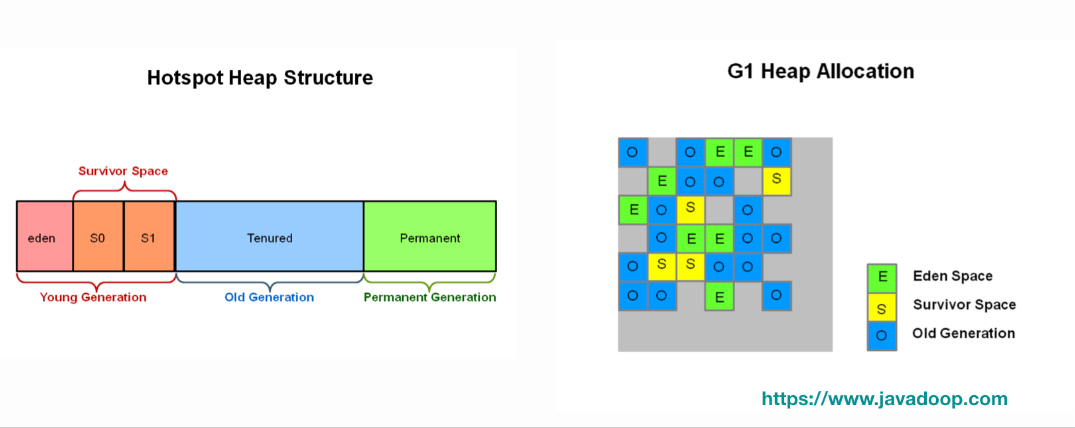 Hotspot Heap Structure
Survivor Space
eden
S0
S1
Tenured
Permanent
Young Generation
Old Generation
Permanent Generation
G1 Heap Allocation
O O E E O
E O O S
E O S O
O E E O O
O S S O O
O O E O
E Eden Space
S Survivor Space
O Old Generation
https://www.javadoop.com